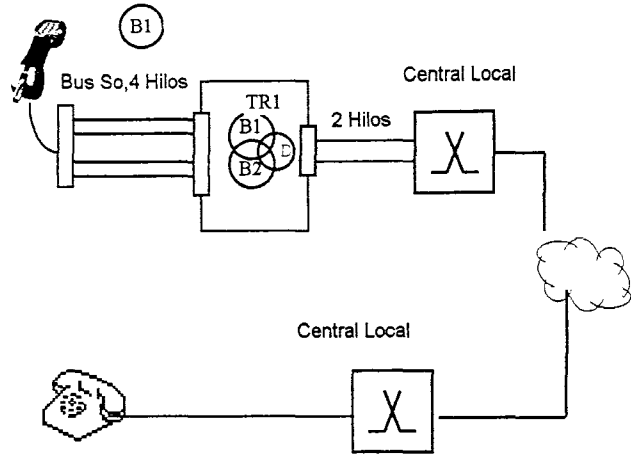 B1
Bus So,4 Hilos
Central Local
TR1
B1
D
B2
2 Hilos
Central Local